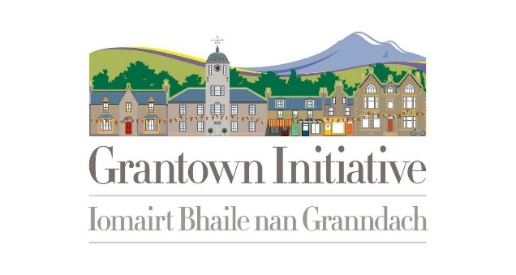 Grantown Initiative
Iomairt Bhaile nan Granndach